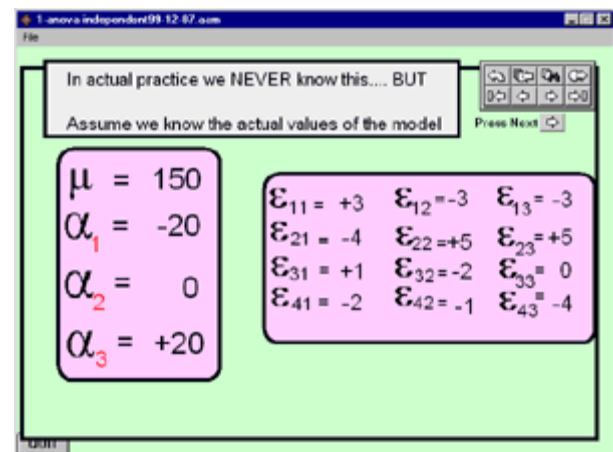 1-anova independent99-12-07.asm
File
In actual practice we NEVER know this.... BUT
Assume we know the actual values of the model
Press Next
μ = 150
α1 = -20
α2 = 0
α3 = +20
ε11 = +3 ε12 =-3 ε13 = -3
ε21 = -4 ε22 =+5 ε23 =+5
ε31 = +1 ε32 =-2 ε33 = 0
ε41 = -2 ε42 = -1 ε43 = -4
Quit